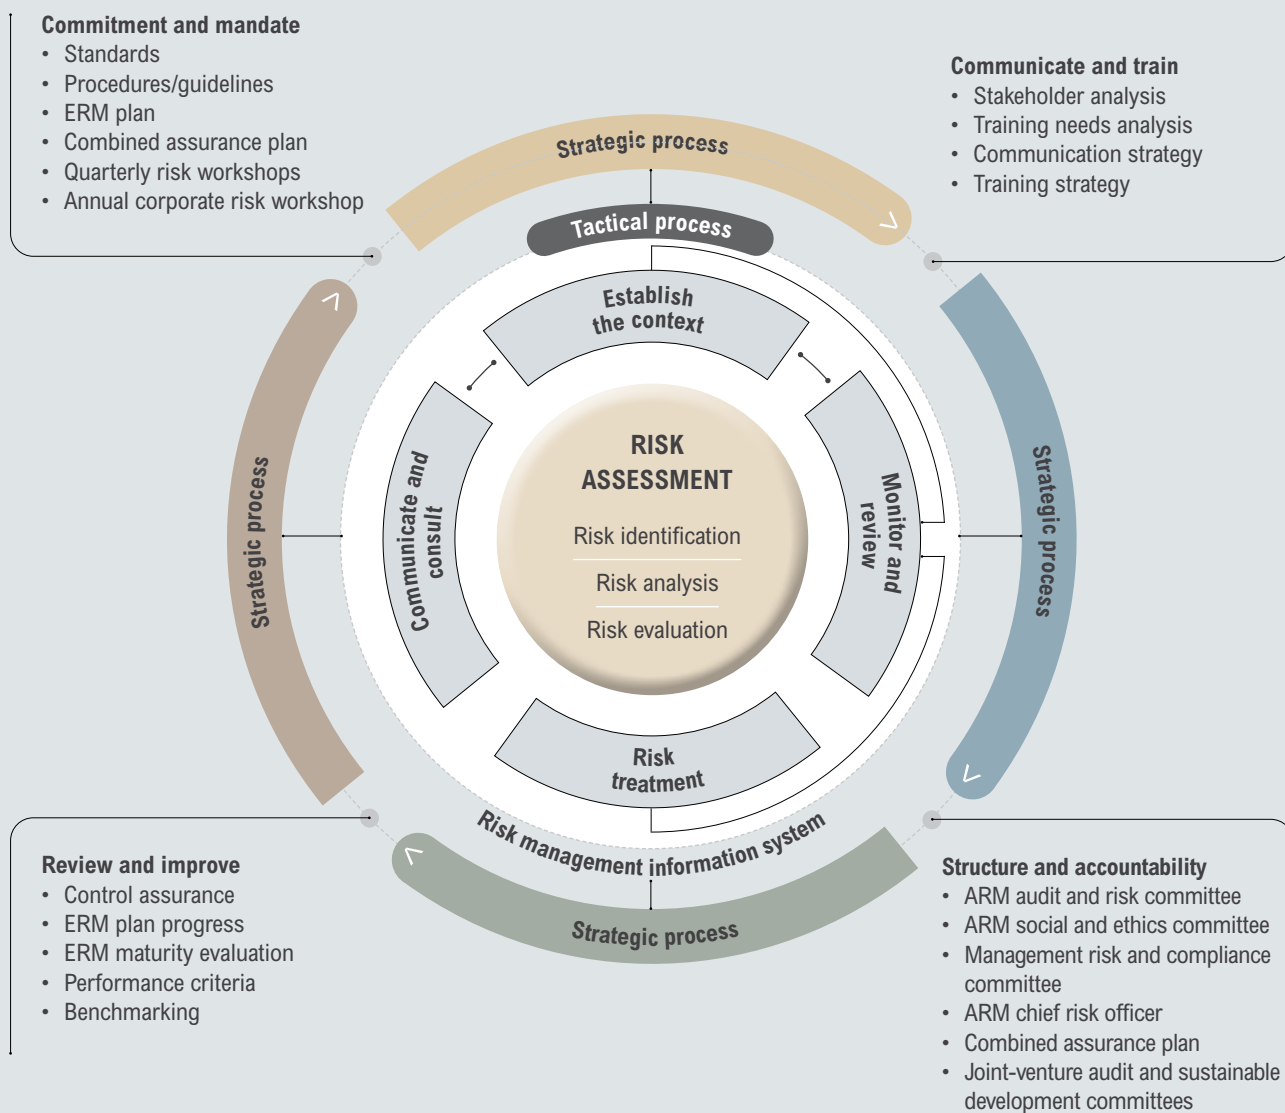 Commitment and mandate
• Standards
• Procedures/guidelines
• ERM plan
• Combined assurance plan
• Quarterly risk workshops
• Annual corporate risk workshop
Communicate and train
• Stakeholder analysis
• Training needs analysis
• Communication strategy
• Training strategy
Strategic process
Tactical process
Establish
the context
Strategic process
Communicate and
consult
RISK
ASSESSMENT
Risk identification
Risk analysis
Risk evaluation
Monitor and
review
Strategic process
Risk
treatment
Risk management information system
Strategic process
Review and improve
• Control assurance
• ERM plan progress
• ERM maturity evaluation
• Performance criteria
• Benchmarking
Structure and accountability
• ARM audit and risk committee
• ARM social and ethics committee
• Management risk and compliance
committee
• ARM chief risk officer
• Combined assurance plan
• Joint-venture audit and sustainable
development committees